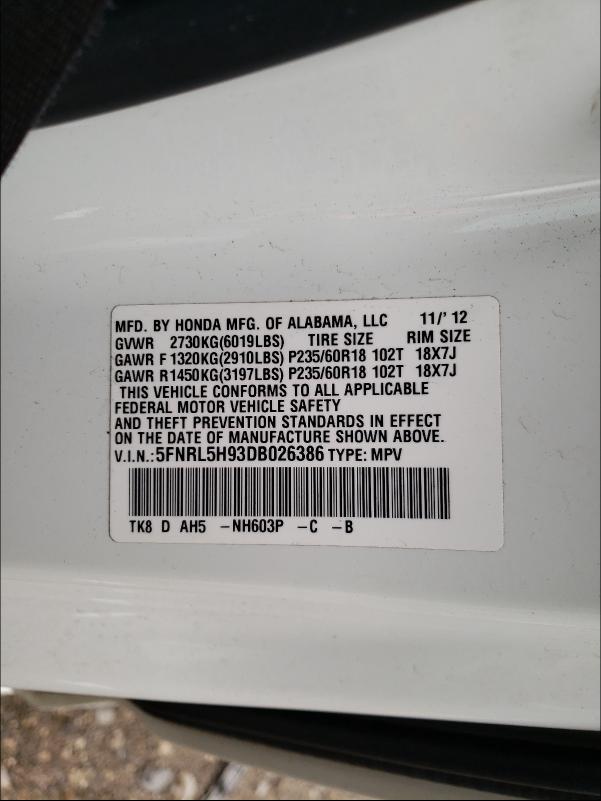 MFD. BY HONDA MFG. OF ALABAMA, LLC 11/' 12
GVWR 2730KG(6019LBS) TIRE SIZE RIM SIZE
GAWR F 1320KG(2910LBS) P235/60R18 102T 18X7J
GAWR R1450KG(3197LBS) P235/60R18 102T 18X7J
THIS VEHICLE CONFORMS TO ALL APPLICABLE
FEDERAL MOTOR VEHICLE SAFETY
AND THEFT PREVENTION STANDARDS IN EFFECT
ON THE DATE OF MANUFACTURE SHOWN ABOVE.
V.I.N.: 5FNRL5H93DB026386 TYPE: MPV
TK8 D AH5 -NH603P -C -B